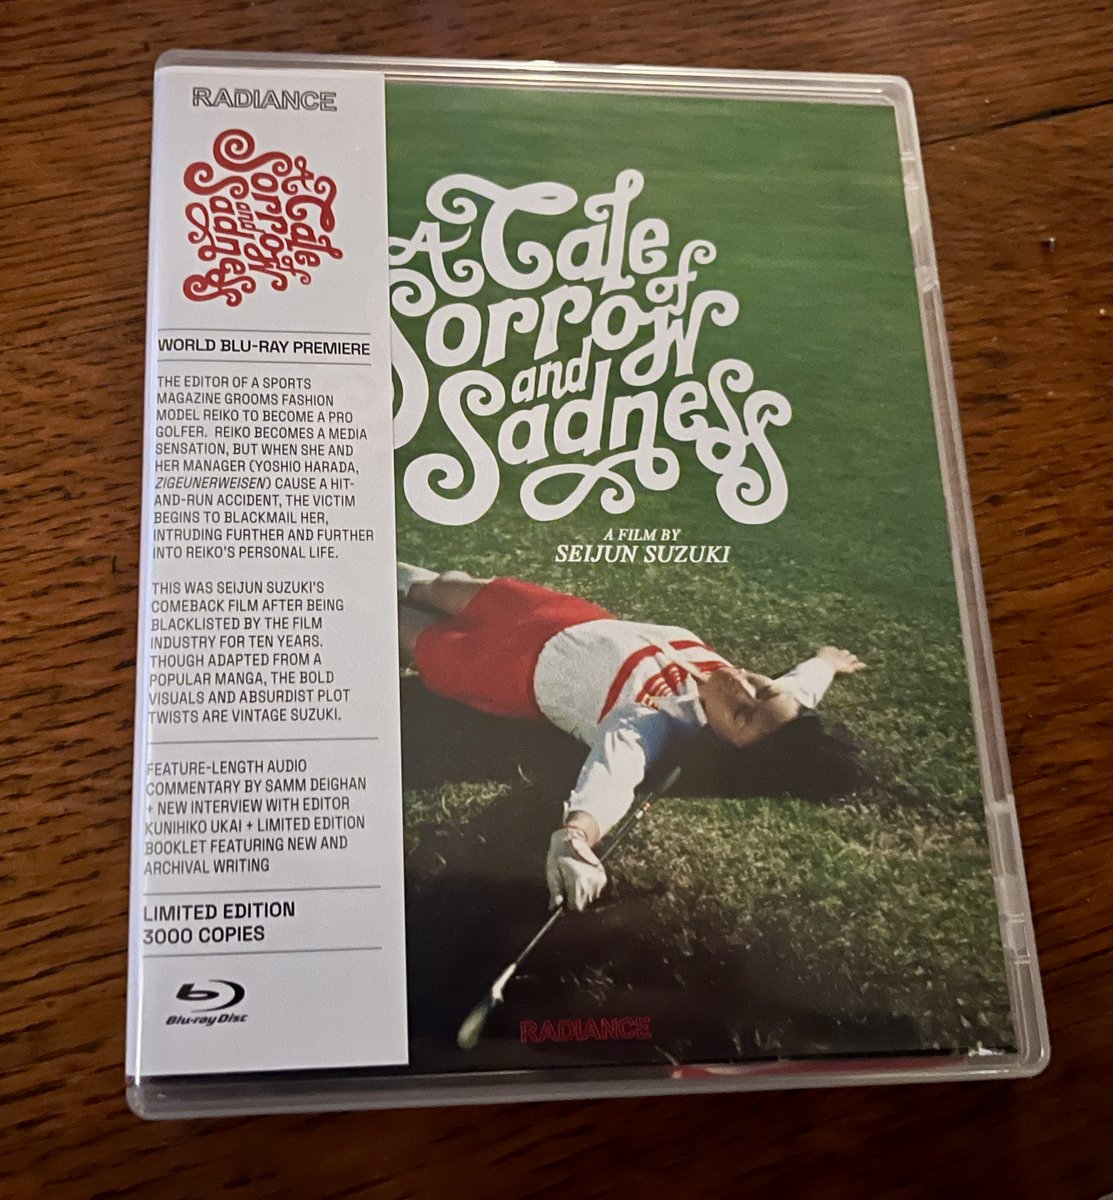 RADIANCE
A Tale
of
Sorrow
and
Sadness
WORLD BLU-RAY PREMIERE
THE EDITOR OF A SPORTS
MAGAZINE GROOMS FASHION
MODEL REIKO TO BECOME A PRO
GOLFER. REIKO BECOMES A MEDIA
SENSATION, BUT WHEN SHE AND
HER MANAGER (YOSHIO HARADA,
ZIGEUNERWEISEN) CAUSE A HIT-
AND-RUN ACCIDENT, THE VICTIM
BEGINS TO BLACKMAIL HER,
INTRUDING FURTHER AND FURTHER
INTO REIKO'S PERSONAL LIFE.
THIS WAS SEIJUN SUZUKI'S
COMEBACK FILM AFTER BEING
BLACKLISTED BY THE FILM
INDUSTRY FOR TEN YEARS.
THOUGH ADAPTED FROM A
POPULAR MANGA, THE BOLD
VISUALS AND ABSURDIST PLOT
TWISTS ARE VINTAGE SUZUKI.
FEATURE-LENGTH AUDIO
COMMENTARY BY SAMM DEIGHAN
+ NEW INTERVIEW WITH EDITOR
KUNIHIKO UKAI + LIMITED EDITION
BOOKLET FEATURING NEW AND
ARCHIVAL WRITING
LIMITED EDITION
3000 COPIES
Blu-ray Disc
A Tale
of
Sorrow
and
Sadness
A FILM BY
SEIJUN SUZUKI
RADIANCE